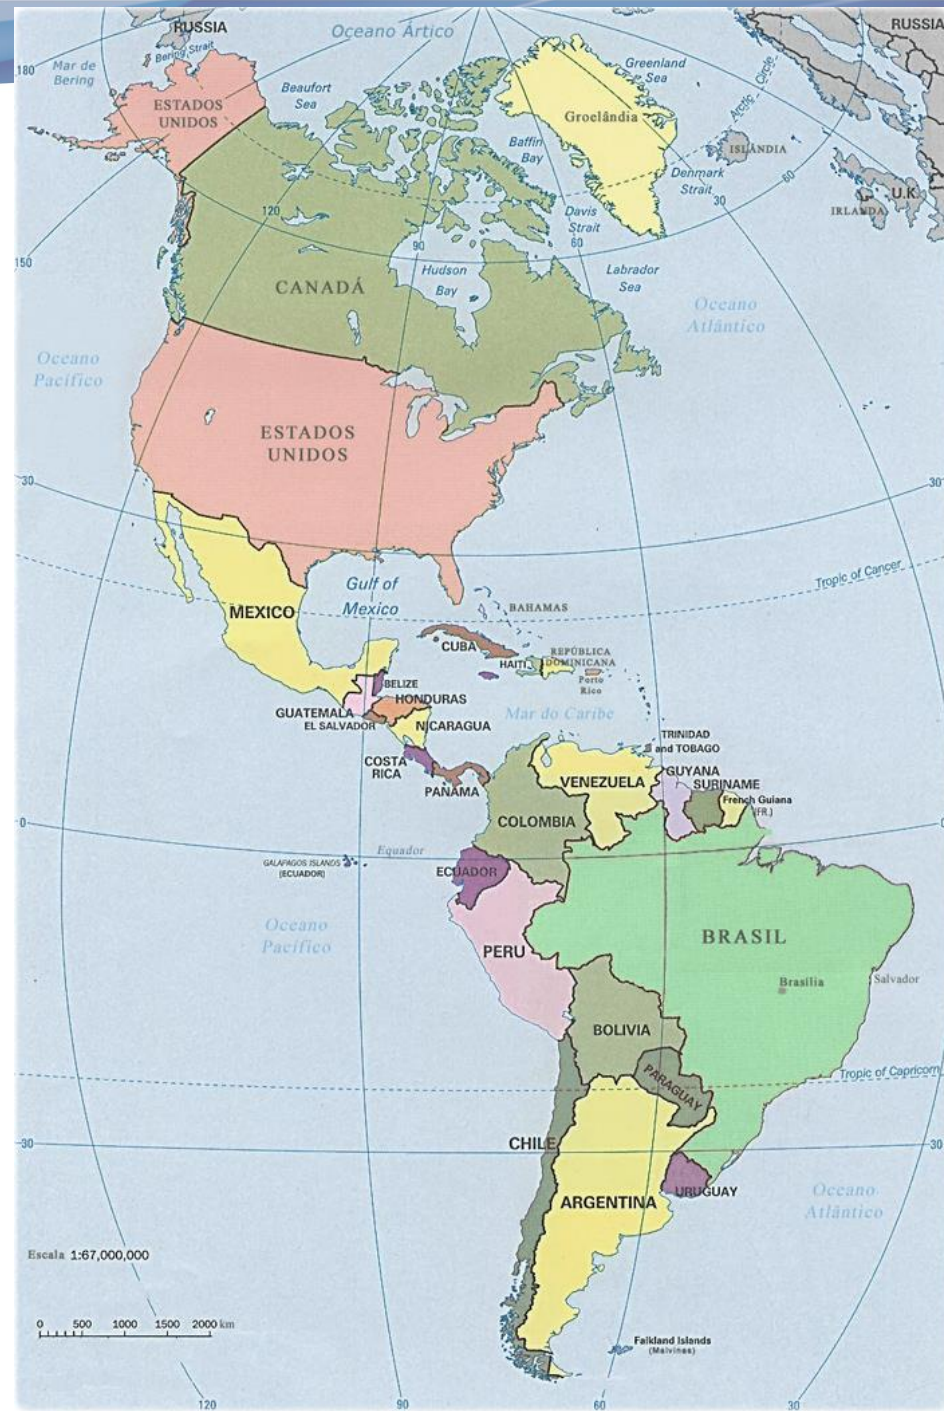 RUSSIA
Oceano Ártico
RUSSIA
Bering Strait
Mar de
Bering
180
Greenland
Sea
Beaufort
Sea
ESTADOS
UNIDOS
Groelândia
Arctic Circle
Baffin
Bay
ISLÂNDIA
Denmark
Strait
60
U.K.
30
IRLANDA
120
Davis
Strait
60
90
150
Hudson
Bay
Labrador
Sea
CANADÁ
Oceano
Atlântico
Oceano
Pacífico
ESTADOS
UNIDOS
30
30
Tropic of Cancer
Gulf of
Mexico
MEXICO
BAHAMAS
CUBA
HAITI
REPÚBLICA
DOMINICANA
Porto
Rico
BELIZE
HONDURAS
GUATEMALA
EL SALVADOR
NICARAGUA
Mar do Caribe
TRINIDAD
and TOBAGO
COSTA
RICA
PANAMA
VENEZUELA
GUYANA
SURINAME
French Guiana
(FR.)
COLOMBIA
0
0
Equador
GALAPAGOS ISLANDS
(ECUADOR)
ECUADOR
Oceano
Pacífico
PERU
BRASIL
Brasília
Salvador
BOLIVIA
PARAGUAY
Tropic of Capricorn
30
CHILE
30
ARGENTINA
URUGUAY
Oceano
Atlântico
Escala 1:67,000,000
0 500 1000 1500 2000 km
Falkland Islands
(Malvinas)
120
90
60
30